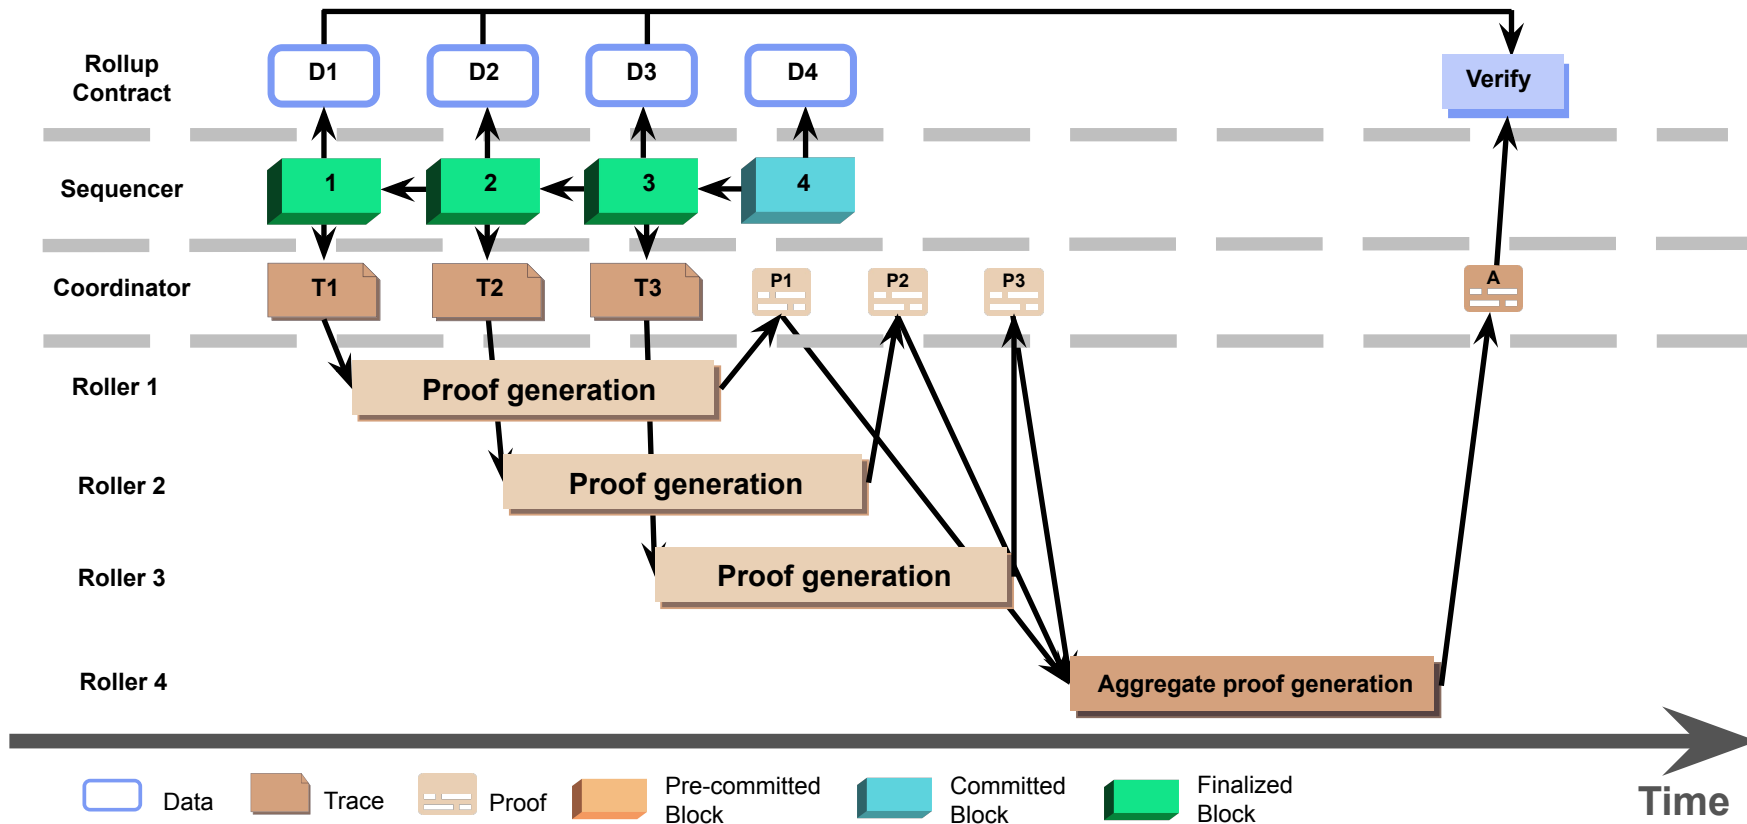 Rollup
Contract
D1
D2
D3
D4
Verify
Sequencer
1
2
3
4
Coordinator
T1
T2
T3
P1
P2
P3
A
Roller 1
Proof generation
Roller 2
Proof generation
Roller 3
Proof generation
Roller 4
Aggregate proof generation
Data
Trace
Proof
Pre-committed
Block
Committed
Block
Finalized
Block
Time